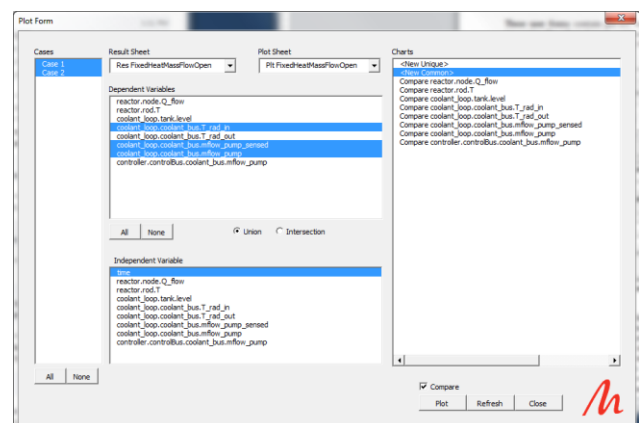 Plot Form
Cases
Result Sheet
Plot Sheet
Charts
Case 1
Case 2
Res FixedHeatMassFlowOpen
Plt FixedHeatMassFlowOpen
<New Unique>
<New Common>
Compare reactor.node.Q_flow
Compare reactor.rod.T
Compare coolant_loop.tank.level
Compare coolant_loop.coolant_bus.T_rad_in
Compare coolant_loop.coolant_bus.T_rad_out
Compare coolant_loop.coolant_bus.mflow_pump_sensed
Compare coolant_loop.coolant_bus.mflow_pump
Compare controller.controlBus.coolant_bus.mflow_pump
Dependent Variables
reactor.node.Q_flow
reactor.rod.T
coolant_loop.tank.level
coolant_loop.coolant_bus.T_rad_in
coolant_loop.coolant_bus.T_rad_out
coolant_loop.coolant_bus.mflow_pump_sensed
coolant_loop.coolant_bus.mflow_pump
controller.controlBus.coolant_bus.mflow_pump
All
None
Union
Intersection
Independent Variable
time
reactor.node.Q_flow
reactor.rod.T
coolant_loop.tank.level
coolant_loop.coolant_bus.T_rad_in
coolant_loop.coolant_bus.T_rad_out
coolant_loop.coolant_bus.mflow_pump_sensed
coolant_loop.coolant_bus.mflow_pump
controller.controlBus.coolant_bus.mflow_pump
All
None
Compare
Plot
Refresh
Close